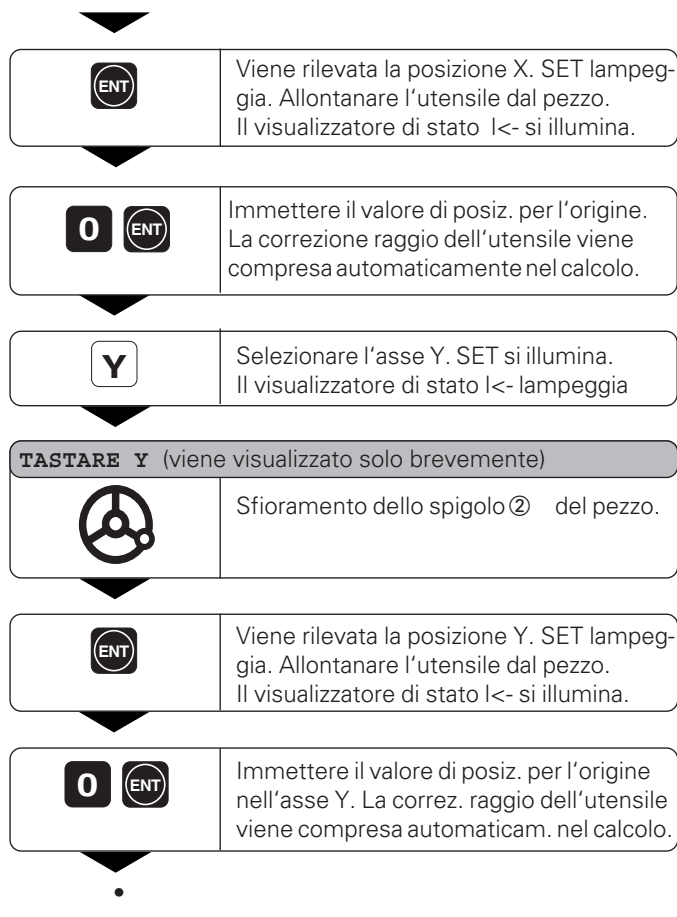 ENT
Viene rilevata la posizione X. SET lampeg-
gia. Allontanare l'utensile dal pezzo.
Il visualizzatore di stato I<- si illumina.
0 ENT
Immettere il valore di posiz. per l'origine.
La correzione raggio dell'utensile viene
compresa automaticamente nel calcolo.
Y
Selezionare l'asse Y. SET si illumina.
Il visualizzatore di stato I<- lampeggia
TASTARE Y (viene visualizzato solo brevemente)
Sfioramento dello spigolo ② del pezzo.
ENT
Viene rilevata la posizione Y. SET lampeg-
gia. Allontanare l'utensile dal pezzo.
Il visualizzatore di stato I<- si illumina.
0 ENT
Immettere il valore di posiz. per l'origine
nell'asse Y. La correz. raggio dell'utensile
viene compresa automaticam. nel calcolo.